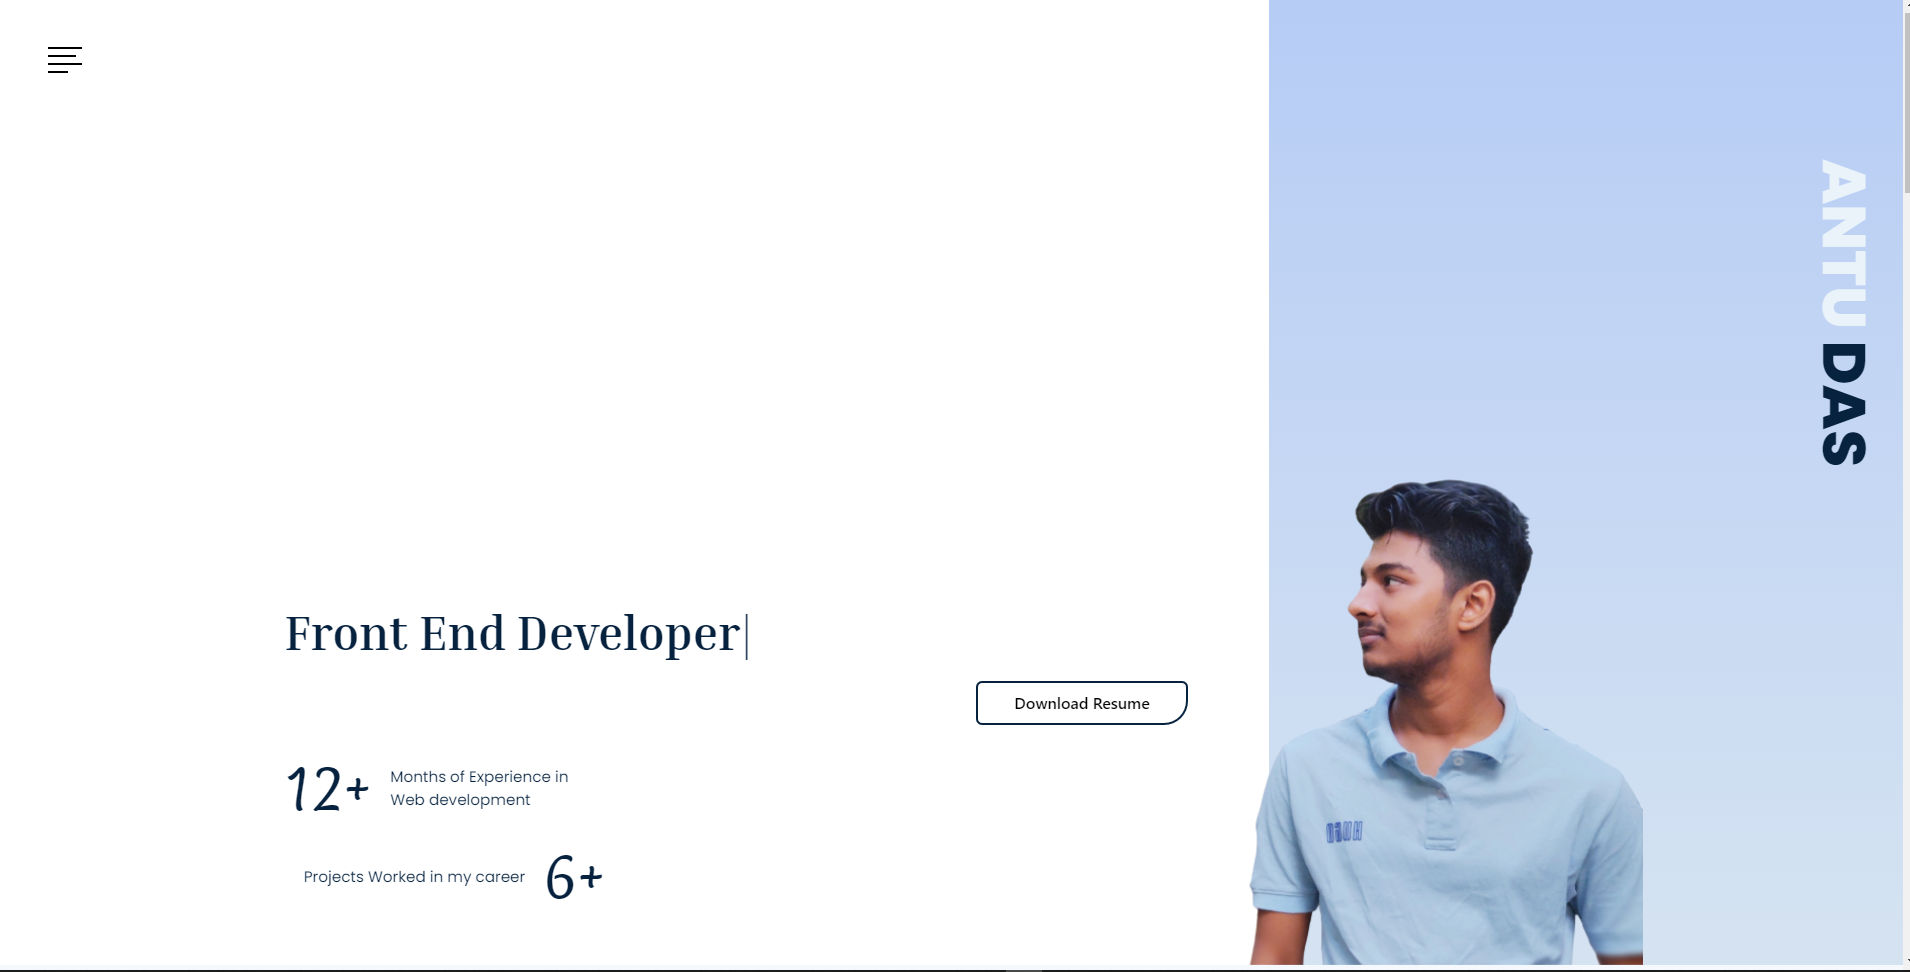 ANTU DAS
Front End Developer
Download Resume
12+
Months of Experience in
Web development
Projects Worked in my career
6+